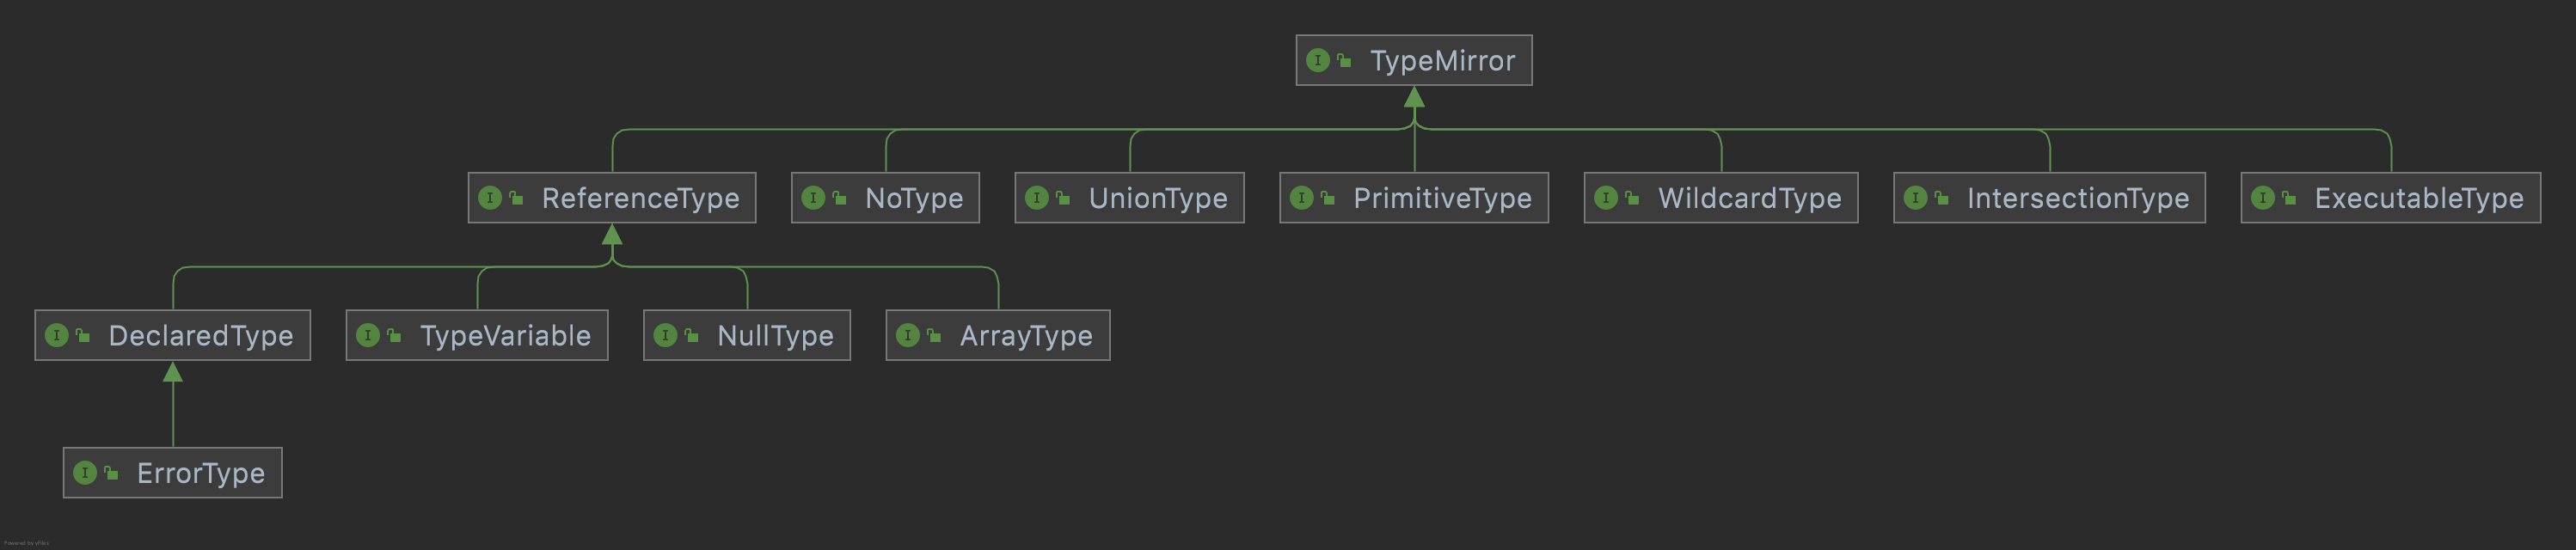 TypeMirror
ReferenceType
NoType
UnionType
PrimitiveType
WildcardType
IntersectionType
ExecutableType
DeclaredType
TypeVariable
NullType
ArrayType
ErrorType
Powered by yFiles